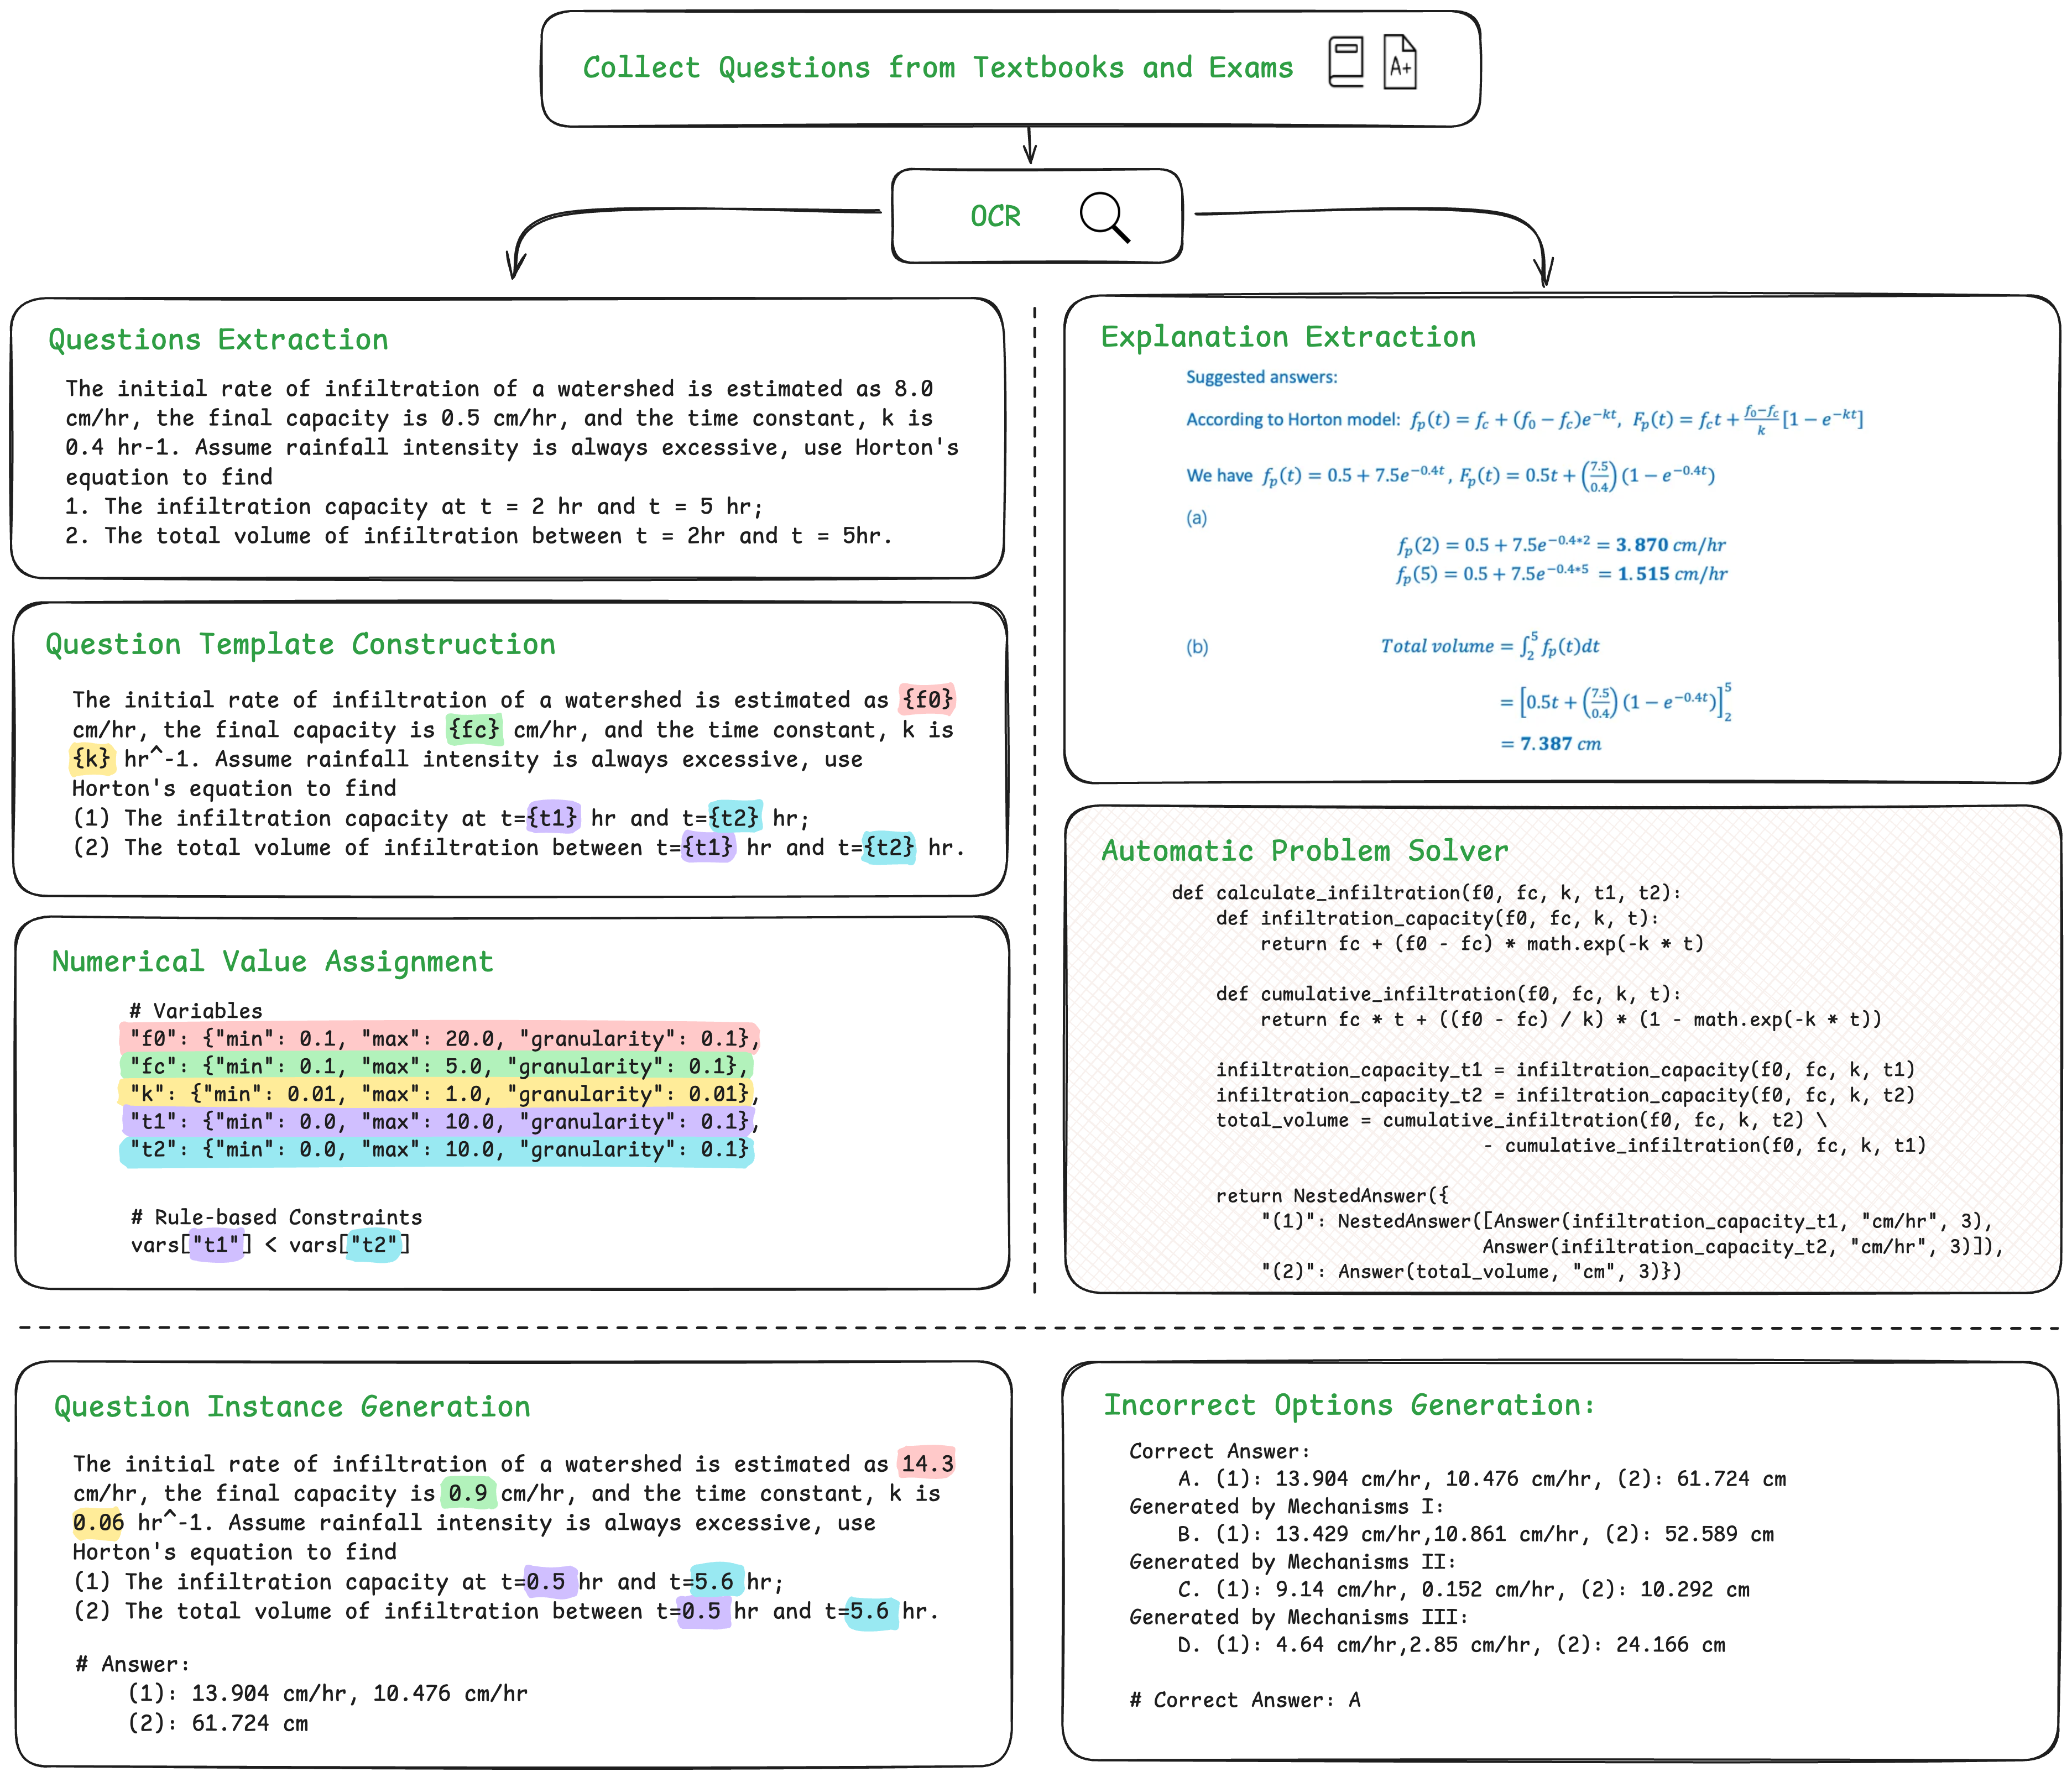 Collect Questions from Textbooks and Exams
A+
OCR
Questions Extraction
The initial rate of infiltration of a watershed is estimated as 8.0
cm/hr, the final capacity is 0.5 cm/hr, and the time constant, k is
0.4 hr-1. Assume rainfall intensity is always excessive, use Horton's
equation to find
1. The infiltration capacity at t = 2 hr and t = 5 hr;
2. The total volume of infiltration between t = 2hr and t = 5hr.
Question Template Construction
The initial rate of infiltration of a watershed is estimated as {f0}
cm/hr, the final capacity is {fc} cm/hr, and the time constant, k is
{k} hr^-1. Assume rainfall intensity is always excessive, use
Horton's equation to find
(1) The infiltration capacity at t={t1} hr and t={t2} hr;
(2) The total volume of infiltration between t={t1} hr and t={t2} hr.
Numerical Value Assignment
# Variables
"f0": {"min": 0.1, "max": 20.0, "granularity": 0.1},
"fc": {"min": 0.1, "max": 5.0, "granularity": 0.1},
"k": {"min": 0.01, "max": 1.0, "granularity": 0.01},
"t1": {"min": 0.0, "max": 10.0, "granularity": 0.1},
"t2": {"min": 0.0, "max": 10.0, "granularity": 0.1}
# Rule-based Constraints
vars["t1"] < vars["t2"]
Explanation Extraction
Suggested answers:
According to Horton model: f_p(t) = f_c + (f_0 − f_c)e^{−kt}, F_p(t) = f_c t + \frac{f_0−f_c}{k}[1 − e^{−kt}]
We have f_p(t) = 0.5 + 7.5e^{−0.4t}, F_p(t) = 0.5t + (\frac{7.5}{0.4})(1 − e^{−0.4t})
(a)
f_p(2) = 0.5 + 7.5e^{−0.4*2} = 3.870 cm/hr
f_p(5) = 0.5 + 7.5e^{−0.4*5} = 1.515 cm/hr
(b) Total volume = ∫_2^5 f_p(t)dt
= [0.5t + (\frac{7.5}{0.4})(1 − e^{−0.4t})]_2^5
= 7.387 cm
Automatic Problem Solver
def calculate_infiltration(f0, fc, k, t1, t2):
def infiltration_capacity(f0, fc, k, t):
return fc + (f0 - fc) * math.exp(-k * t)
def cumulative_infiltration(f0, fc, k, t):
return fc * t + ((f0 - fc) / k) * (1 - math.exp(-k * t))
infiltration_capacity_t1 = infiltration_capacity(f0, fc, k, t1)
infiltration_capacity_t2 = infiltration_capacity(f0, fc, k, t2)
total_volume = cumulative_infiltration(f0, fc, k, t2) \
- cumulative_infiltration(f0, fc, k, t1)
return NestedAnswer({
"(1)": NestedAnswer([Answer(infiltration_capacity_t1, "cm/hr", 3),
Answer(infiltration_capacity_t2, "cm/hr", 3)]),
"(2)": Answer(total_volume, "cm", 3)})
Question Instance Generation
The initial rate of infiltration of a watershed is estimated as 14.3
cm/hr, the final capacity is 0.9 cm/hr, and the time constant, k is
0.06 hr^-1. Assume rainfall intensity is always excessive, use
Horton's equation to find
(1) The infiltration capacity at t=0.5 hr and t=5.6 hr;
(2) The total volume of infiltration between t=0.5 hr and t=5.6 hr.
# Answer:
(1): 13.904 cm/hr, 10.476 cm/hr
(2): 61.724 cm
Incorrect Options Generation:
Correct Answer:
A. (1): 13.904 cm/hr, 10.476 cm/hr, (2): 61.724 cm
Generated by Mechanisms I:
B. (1): 13.429 cm/hr,10.861 cm/hr, (2): 52.589 cm
Generated by Mechanisms II:
C. (1): 9.14 cm/hr, 0.152 cm/hr, (2): 10.292 cm
Generated by Mechanisms III:
D. (1): 4.64 cm/hr,2.85 cm/hr, (2): 24.166 cm
# Correct Answer: A